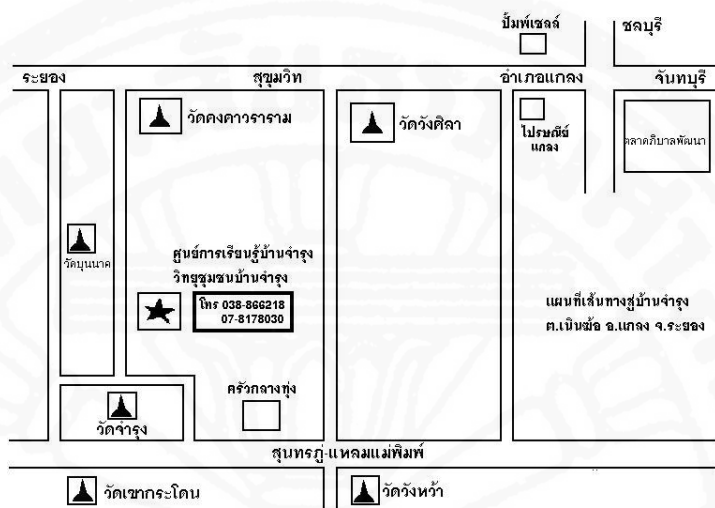 ปั๊มพ์เชลล์
ชลบุรี
ระยอง
สุขุมวิท
อำเภอแกลง
จันทบุรี
วัดคงคาวราราม
วัดวังศิลา
ไปรษณีย์
แกลง
ตลาดภิบาลพัฒนา
วัดบุนนาค
ศูนย์การเรียนรู้บ้านจำรุง
วิทยุชุมชนบ้านจำรุง
โทร 038-866218
07-8178030
แผนที่เส้นทางสู่บ้านจำรุง
ต.เนินฆ้อ อ.แกลง จ.ระยอง
ครัวกลางทุ่ง
วัดจำรุง
สุนทรภู่-แหลมแม่พิมพ์
วัดเขากระโดน
วัดวังหว้า